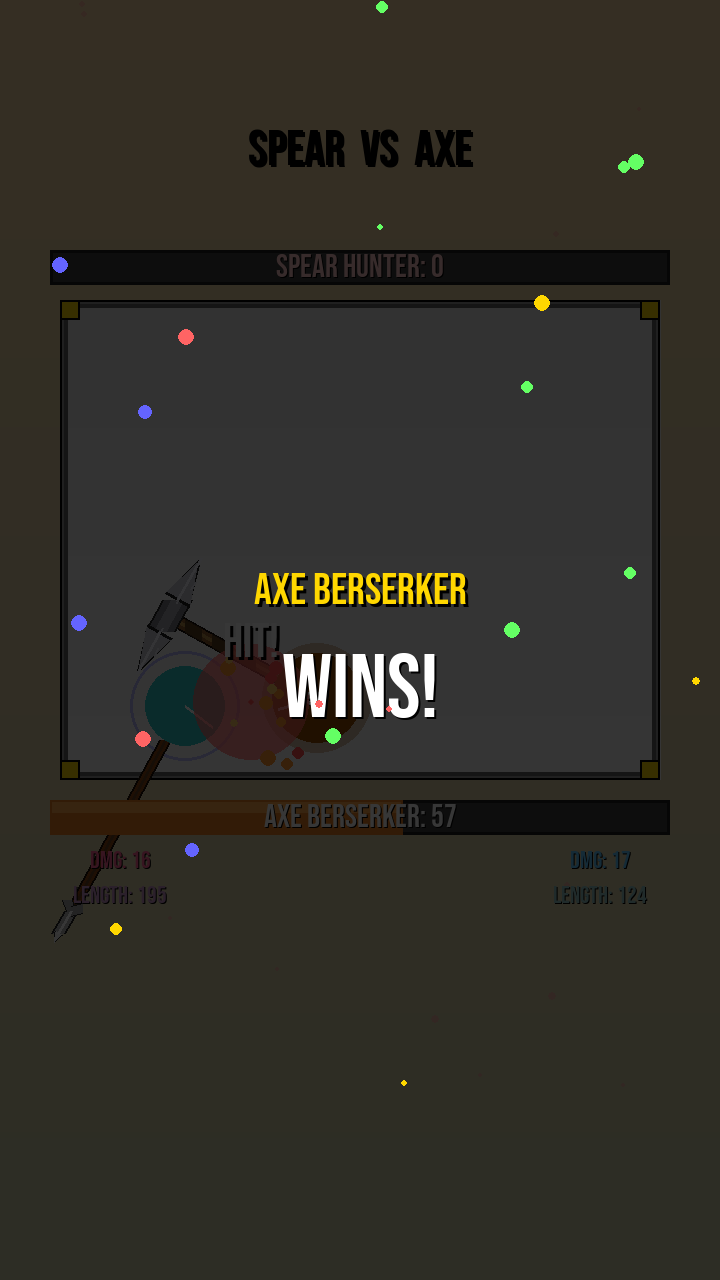 SPEAR VS AXE
SPEAR HUNTER: 0
AXE BERSERKER
HIT!
WINS!
AXE BERSERKER: 57
DMG: 16
DMG: 17
LENGTH: 195
LENGTH: 124